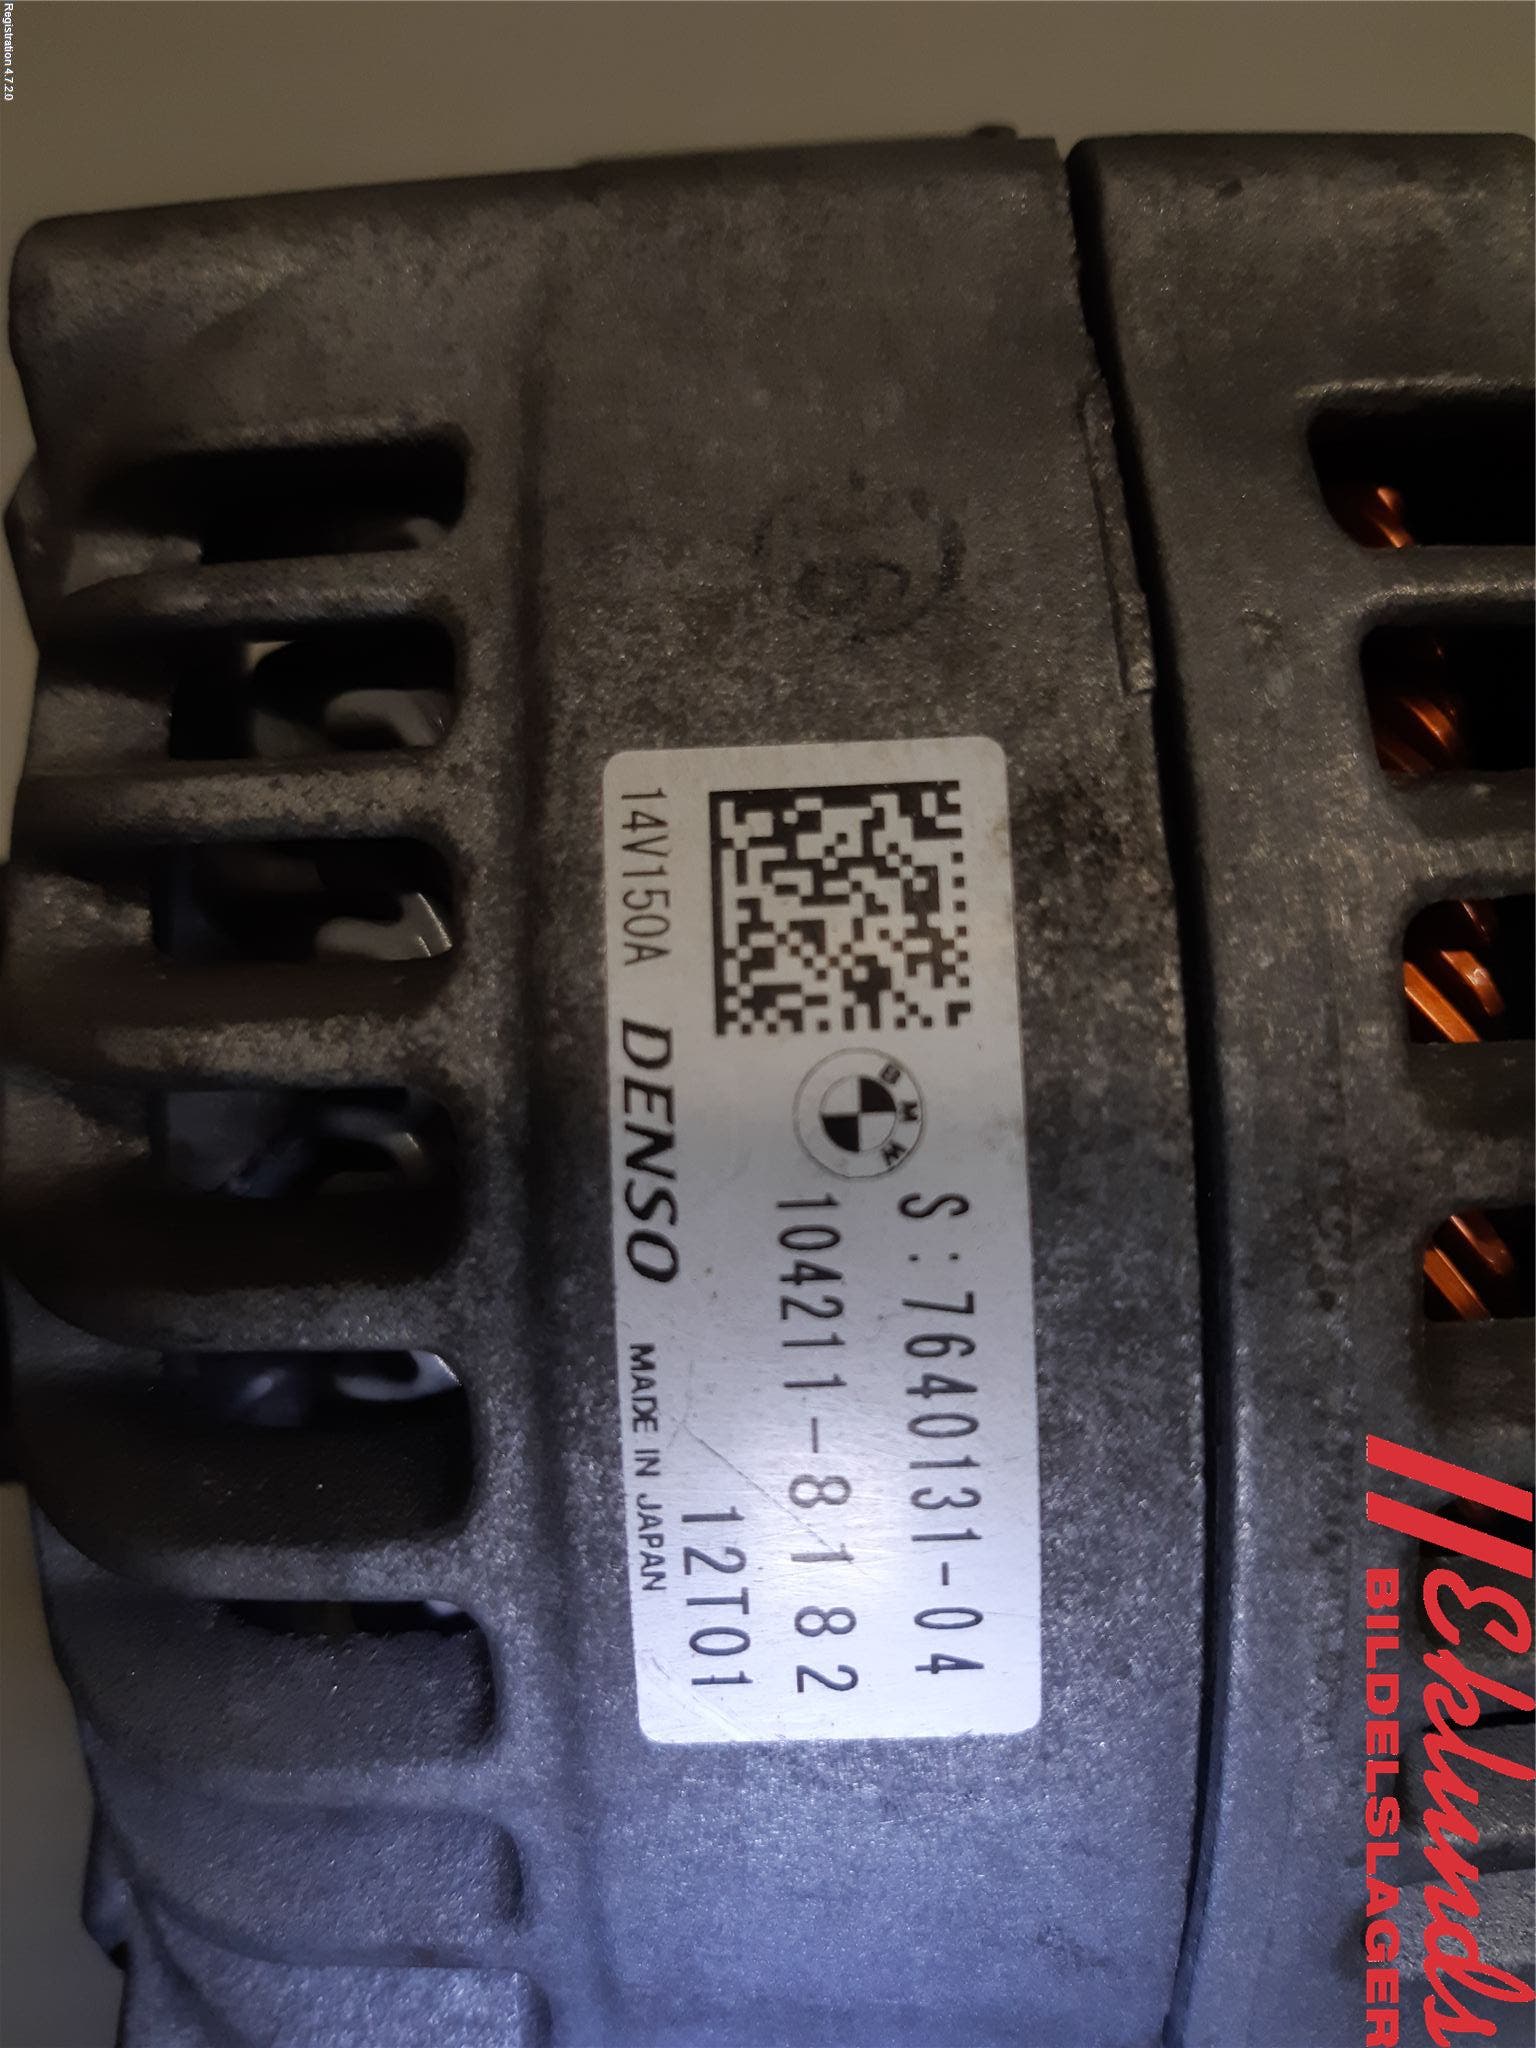 Registration 4.7.2.0
BMW
S:7640131-04
104211-8182
12T01
14V150A DENSO MADE IN JAPAN
Eklunds
BILDELSLAGER